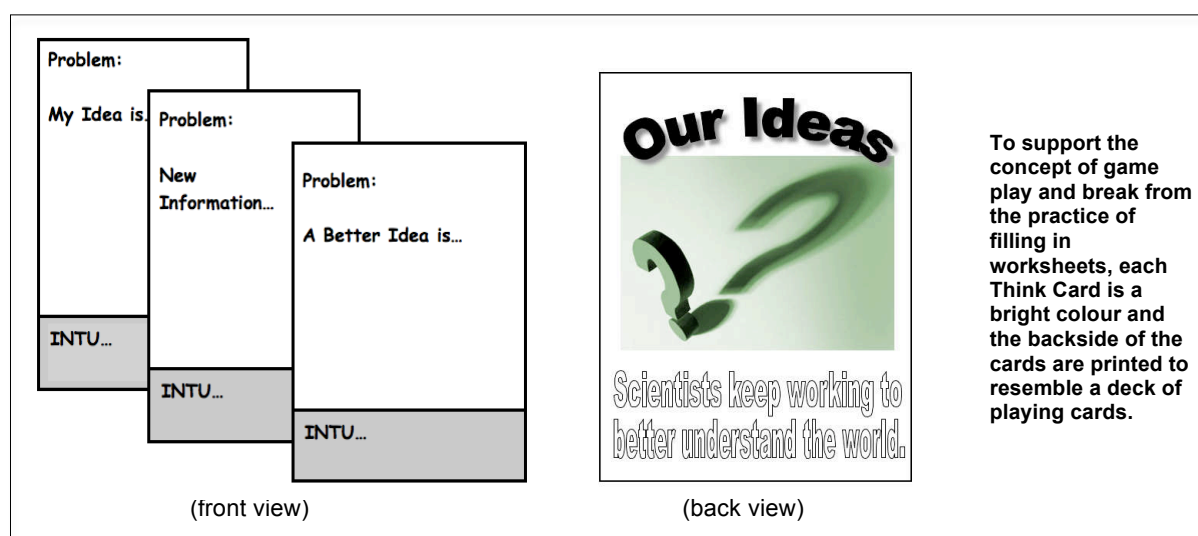 Problem:
My Idea is.
INTU…
Problem:
New
Information…
INTU…
Problem:
A Better Idea is…
INTU…
(front view)
Our Ideas
Scientists keep working to
better understand the world.
(back view)
To support the
concept of game
play and break from
the practice of
filling in
worksheets, each
Think Card is a
bright colour and
the backside of the
cards are printed to
resemble a deck of
playing cards.